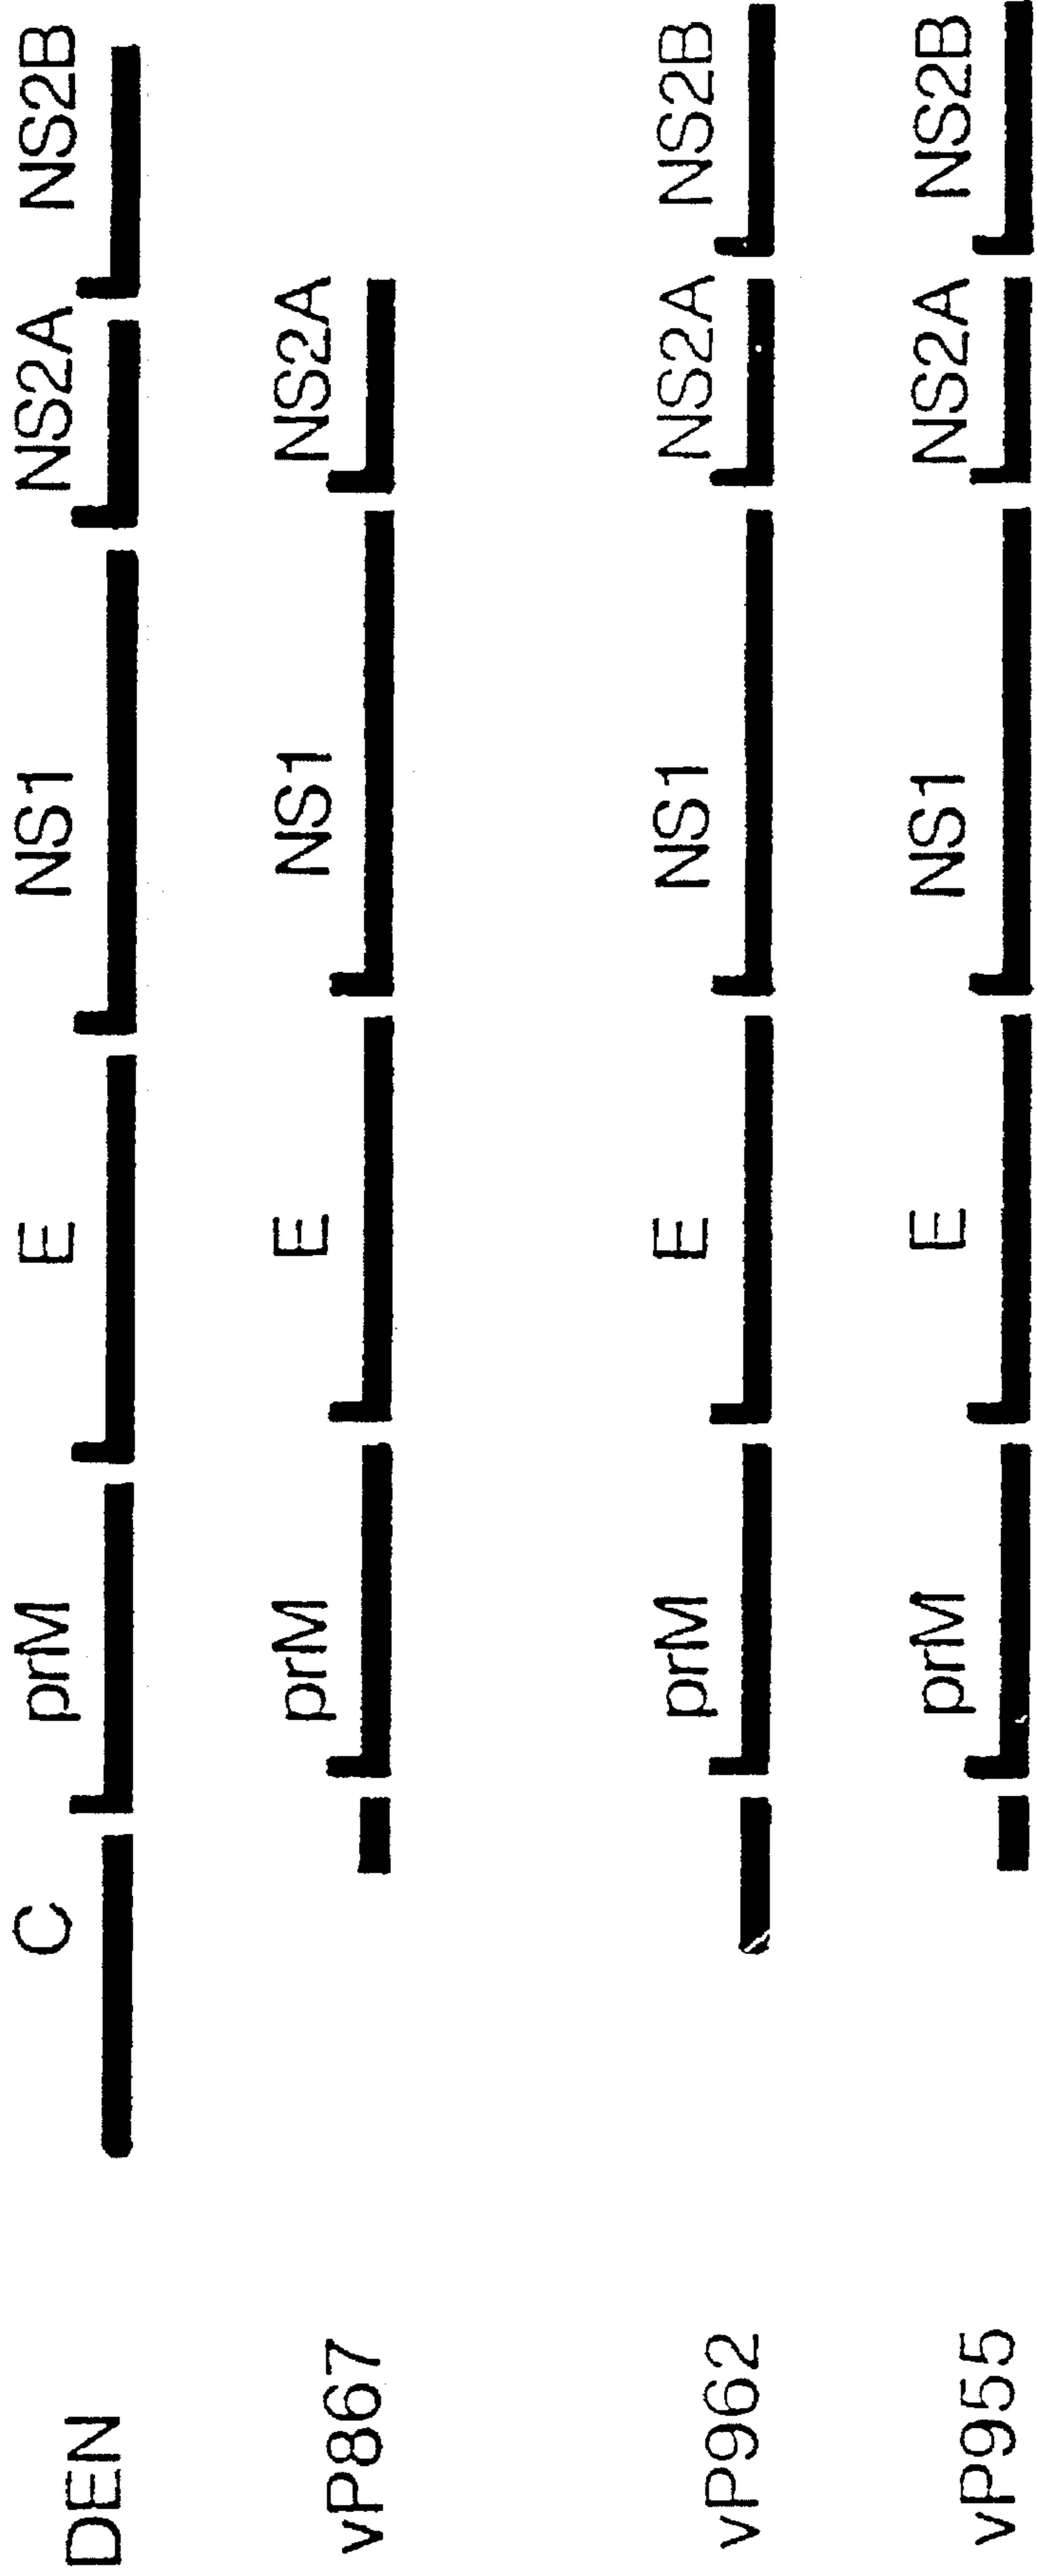 DEN C prM E NS1 NS2A NS2B
vP867 prM E NS1 NS2A
vP962 prM E NS1 NS2A NS2B
vP955 prM E NS1 NS2A NS2B